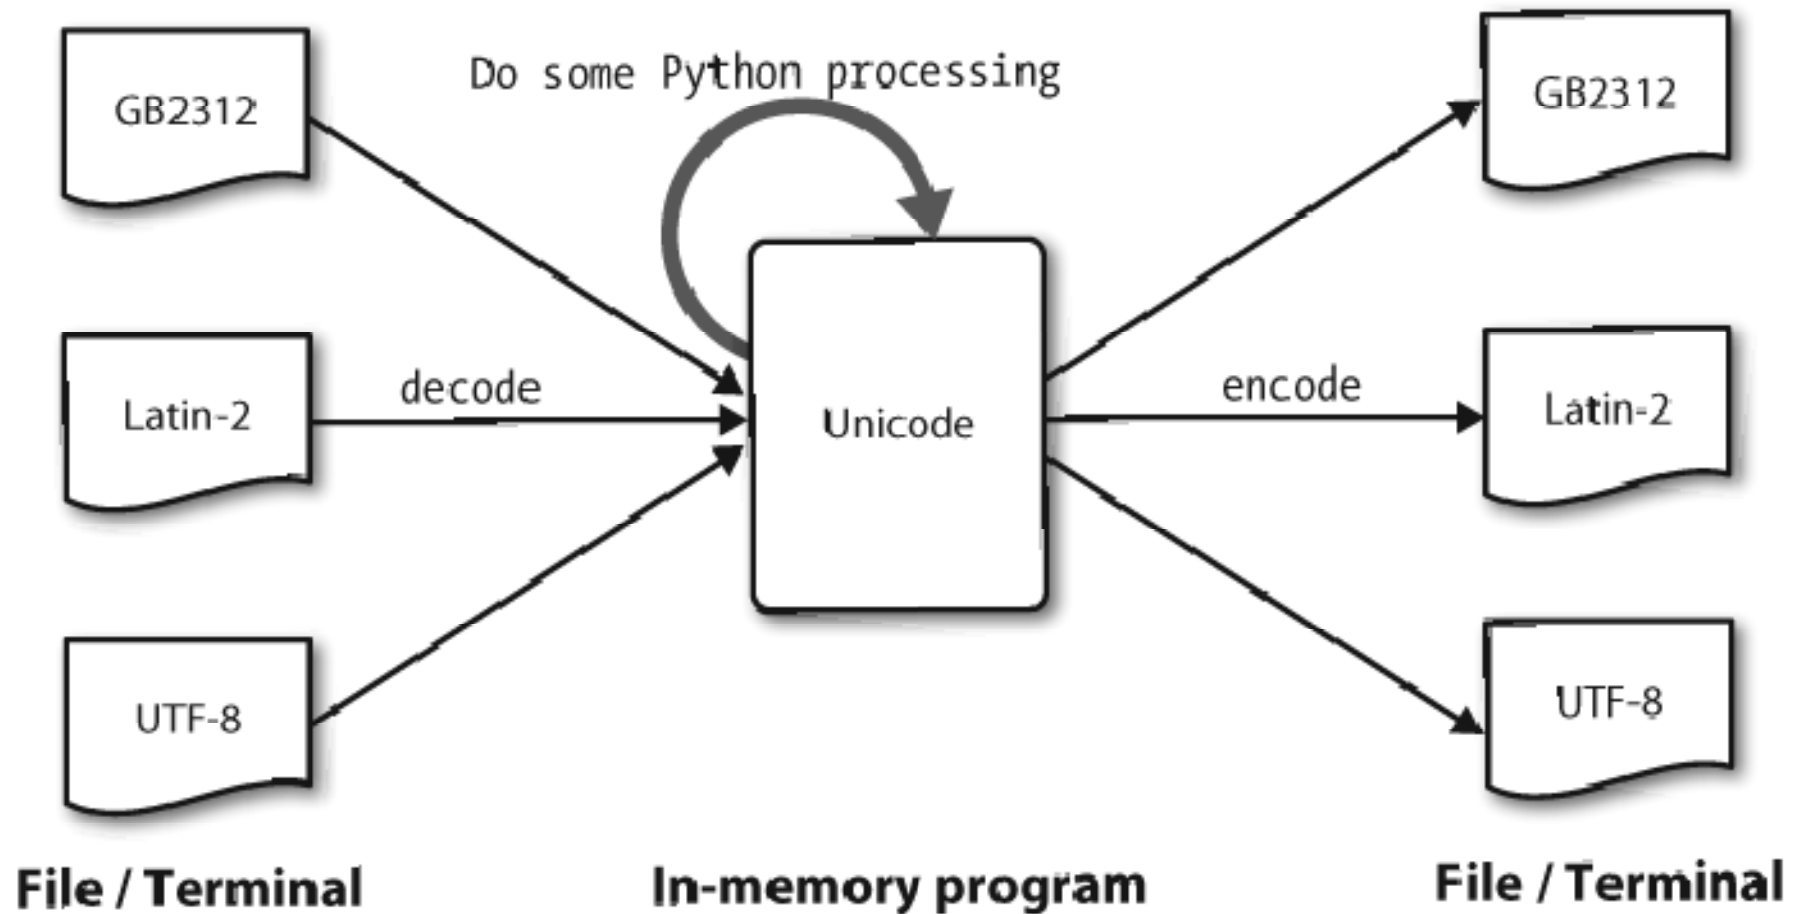 Do some Python processing
GB2312
GB2312
Latin-2
decode
Unicode
encode
Latin-2
UTF-8
UTF-8
File / Terminal
In-memory program
File / Terminal